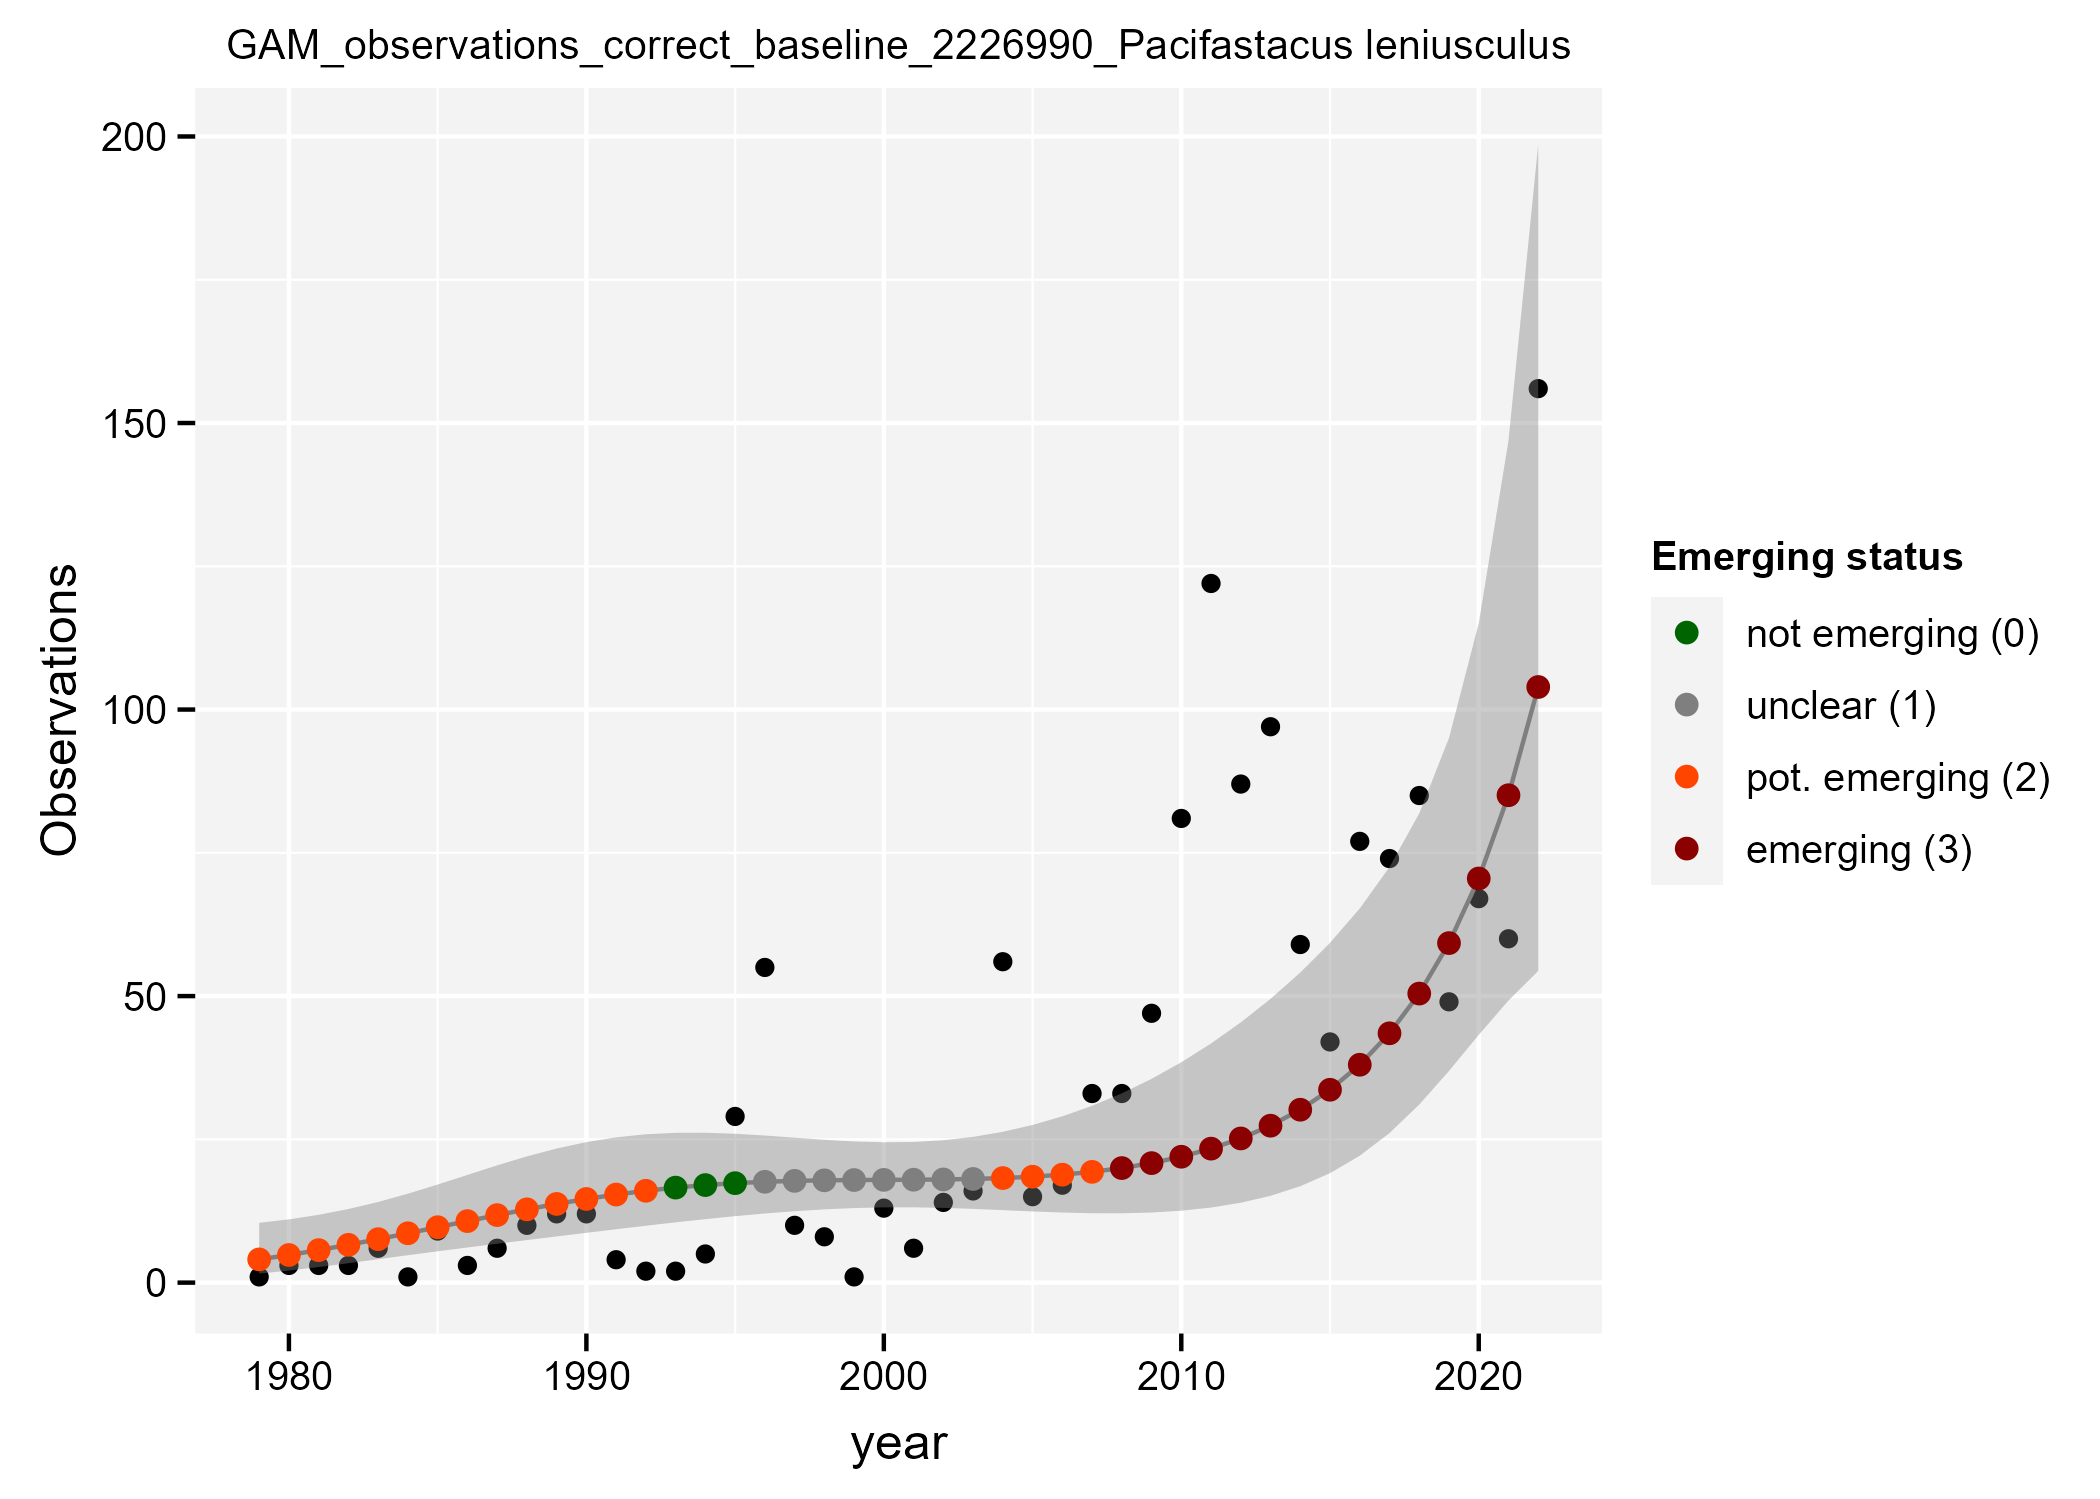 GAM_observations_correct_baseline_2226990_Pacifastacus leniusculus
200
150
100
50
0
Observations
1980 1990 2000 2010 2020
year
Emerging status
not emerging (0)
unclear (1)
pot. emerging (2)
emerging (3)